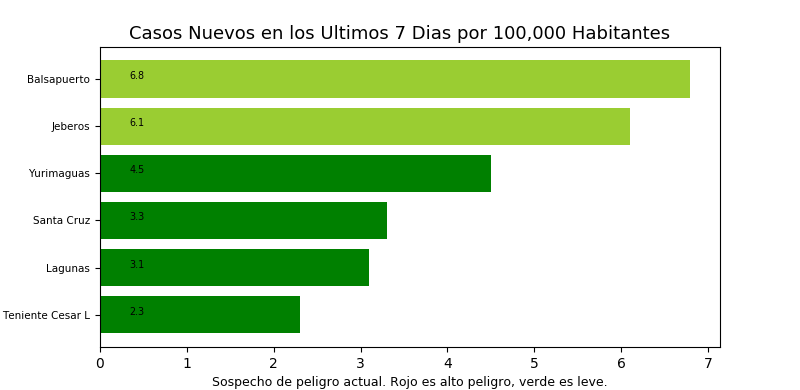 Casos Nuevos en los Ultimos 7 Dias por 100,000 Habitantes
Balsapuerto 6.8
Jeberos 6.1
Yurimaguas 4.5
Santa Cruz 3.3
Lagunas 3.1
Teniente Cesar L 2.3
0 1 2 3 4 5 6 7
Sospecho de peligro actual. Rojo es alto peligro, verde es leve.